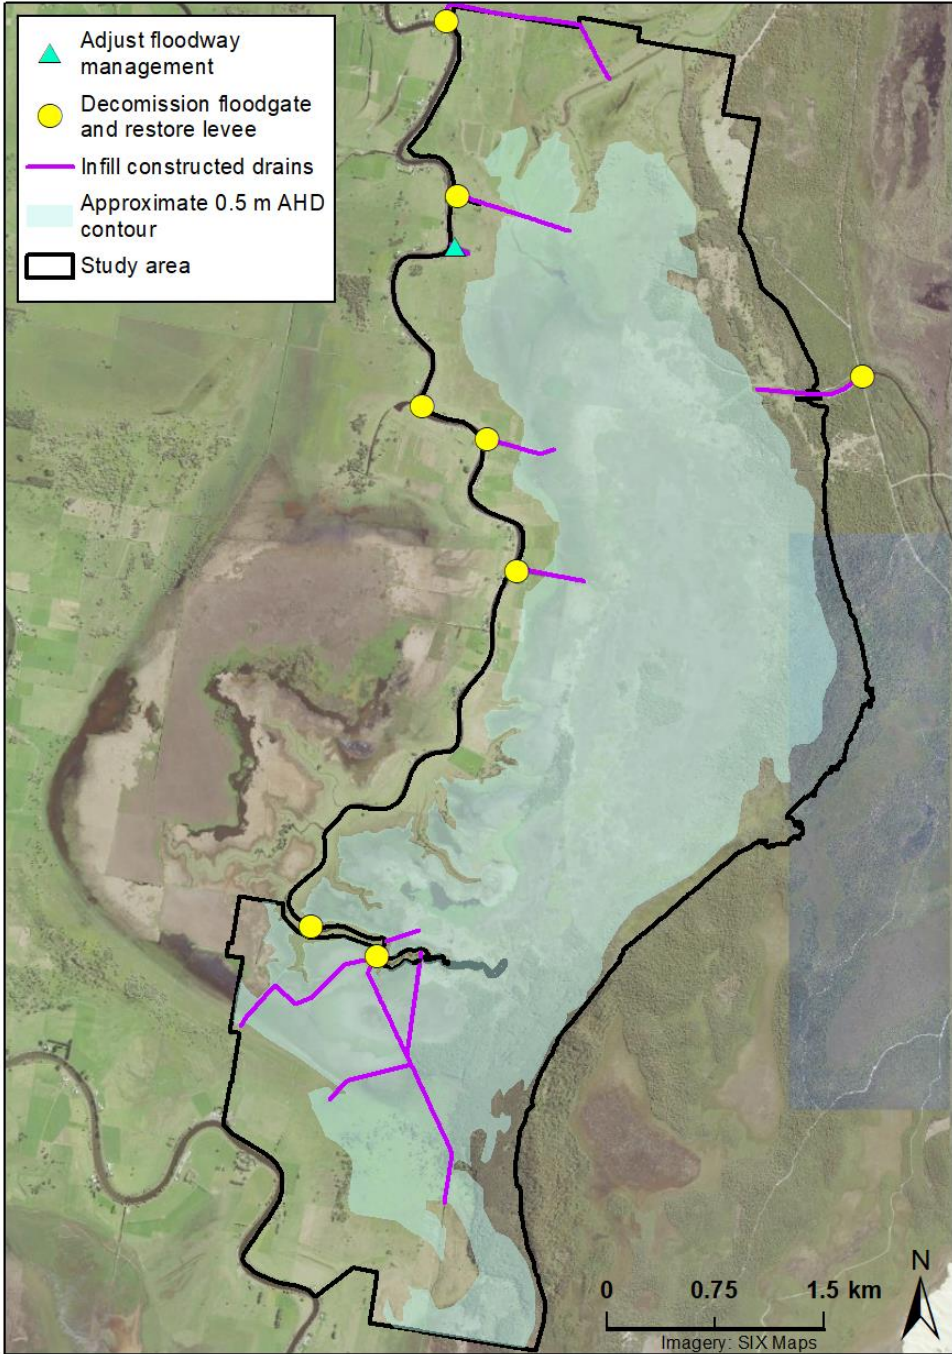 Adjust floodway
management
Decomission floodgate
and restore levee
Infill constructed drains
Approximate 0.5 m AHD
contour
Study area
N
0 0.75 1.5 km
Imagery: SIX Maps